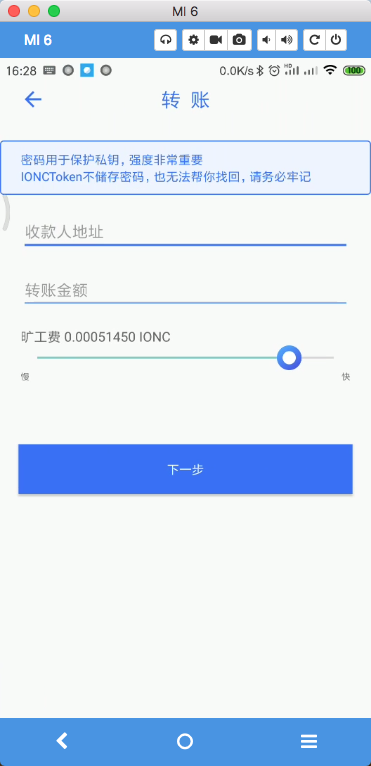 MI 6
MI 6
16:28
0.0K/s
HD
100
转 账
密码用于保护私钥, 强度非常重要
IONCToken不储存密码, 也无法帮你找回, 请务必牢记
收款人地址
转账金额
旷工费 0.00051450 IONC
慢
快
下一步